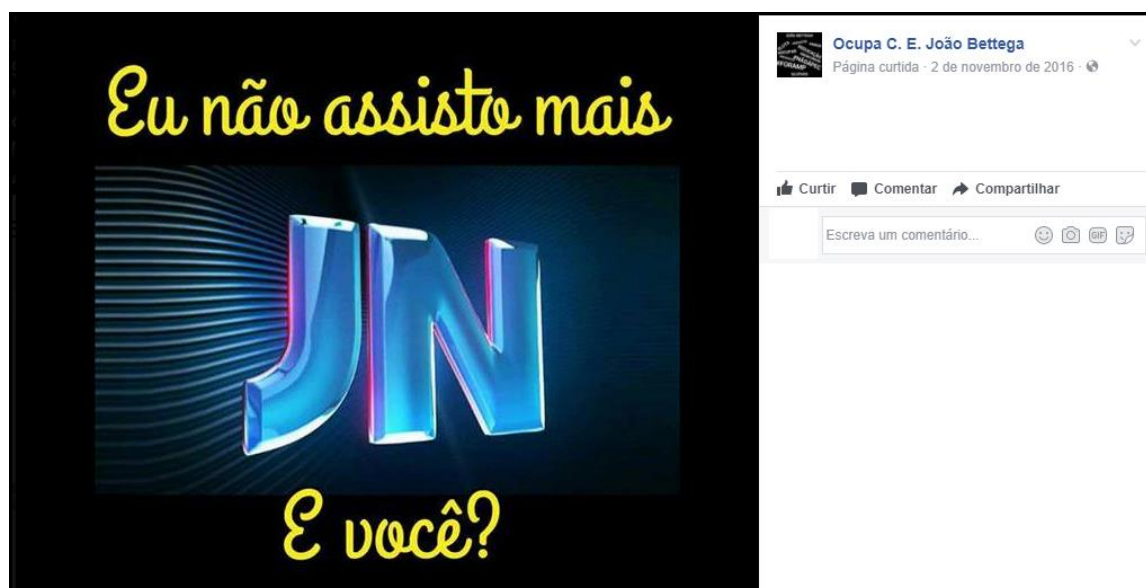 Eu não assisto mais
JN
E você?
Ocupa C. E. João Bettega
Página curtida · 2 de novembro de 2016 ·
Curtir Comentar Compartilhar
Escreva um comentário...
GIF